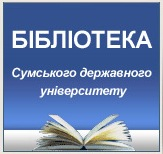 БІБЛІОТЕКА
Сумського державного
університету